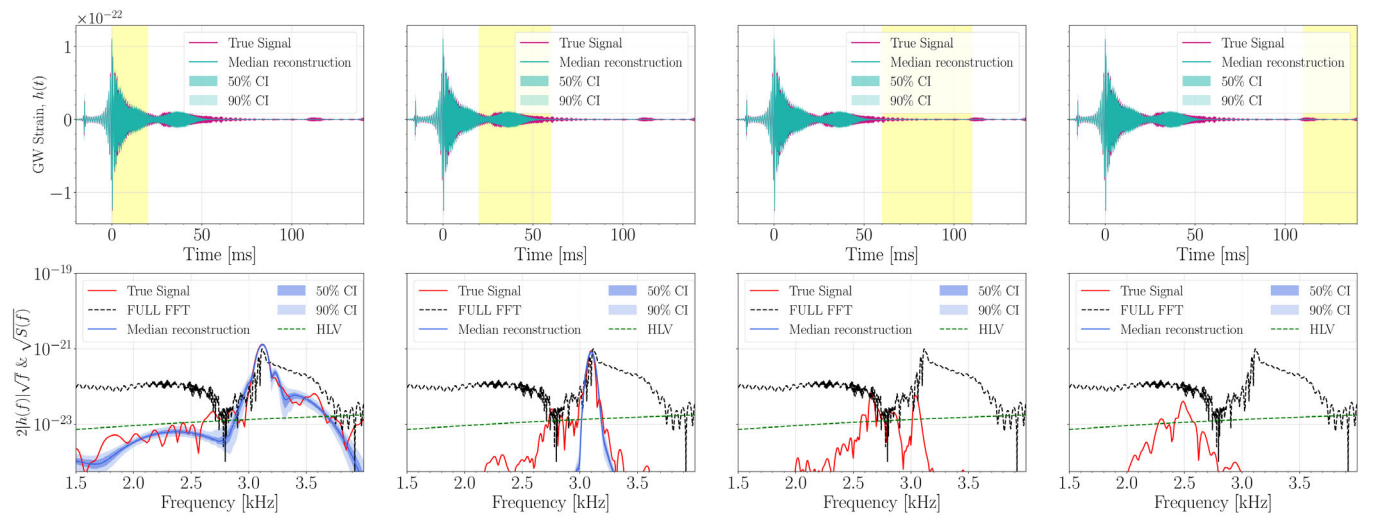 ×10⁻²²
1
0
−1
GW Strain, h(t)
True Signal
Median reconstruction
50% CI
90% CI
0 50 100
Time [ms]
True Signal
Median reconstruction
50% CI
90% CI
0 50 100
Time [ms]
True Signal
Median reconstruction
50% CI
90% CI
0 50 100
Time [ms]
True Signal
Median reconstruction
50% CI
90% CI
0 50 100
Time [ms]
10⁻¹⁹
10⁻²¹
10⁻²³
2|h(f)|√f & √S(f)
True Signal 50% CI
FULL FFT 90% CI
Median reconstruction HLV
1.5 2.0 2.5 3.0 3.5
Frequency [kHz]
True Signal 50% CI
FULL FFT 90% CI
Median reconstruction HLV
1.5 2.0 2.5 3.0 3.5
Frequency [kHz]
True Signal 50% CI
FULL FFT 90% CI
Median reconstruction HLV
1.5 2.0 2.5 3.0 3.5
Frequency [kHz]
True Signal 50% CI
FULL FFT 90% CI
Median reconstruction HLV
1.5 2.0 2.5 3.0 3.5
Frequency [kHz]